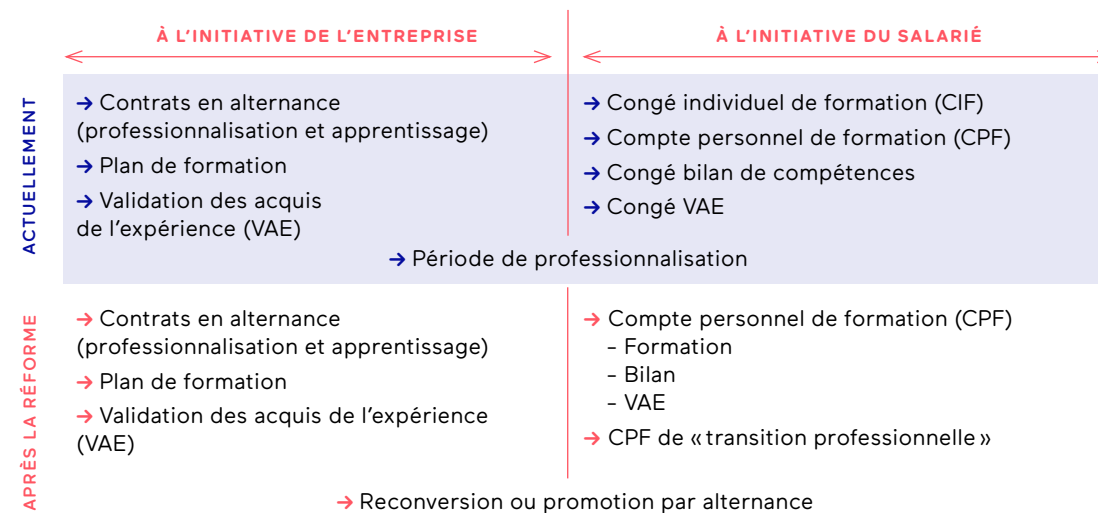 À L'INITIATIVE DE L'ENTREPRISE
À L'INITIATIVE DU SALARIÉ
ACTUELLEMENT
→ Contrats en alternance
(professionnalisation et apprentissage)
→ Plan de formation
→ Validation des acquis
de l'expérience (VAE)
→ Congé individuel de formation (CIF)
→ Compte personnel de formation (CPF)
→ Congé bilan de compétences
→ Congé VAE
→ Période de professionnalisation
APRÈS LA RÉFORME
→ Contrats en alternance
(professionnalisation et apprentissage)
→ Plan de formation
→ Validation des acquis de l'expérience
(VAE)
→ Compte personnel de formation (CPF)
– Formation
– Bilan
– VAE
→ CPF de «transition professionnelle»
→ Reconversion ou promotion par alternance